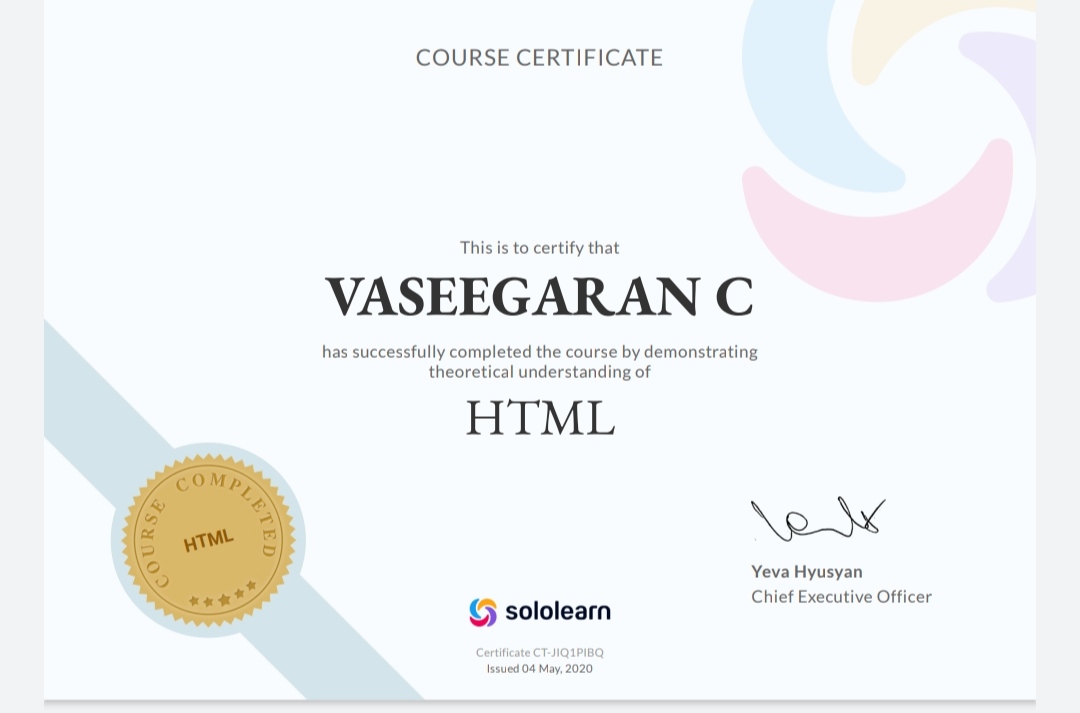 COURSE CERTIFICATE
This is to certify that
VASEEGARAN C
has successfully completed the course by demonstrating
theoretical understanding of
HTML
COURSE COMPLETED
HTML
Yeva Hyusyan
Chief Executive Officer
sololearn
Certificate CT-JIQ1PIBQ
Issued 04 May, 2020